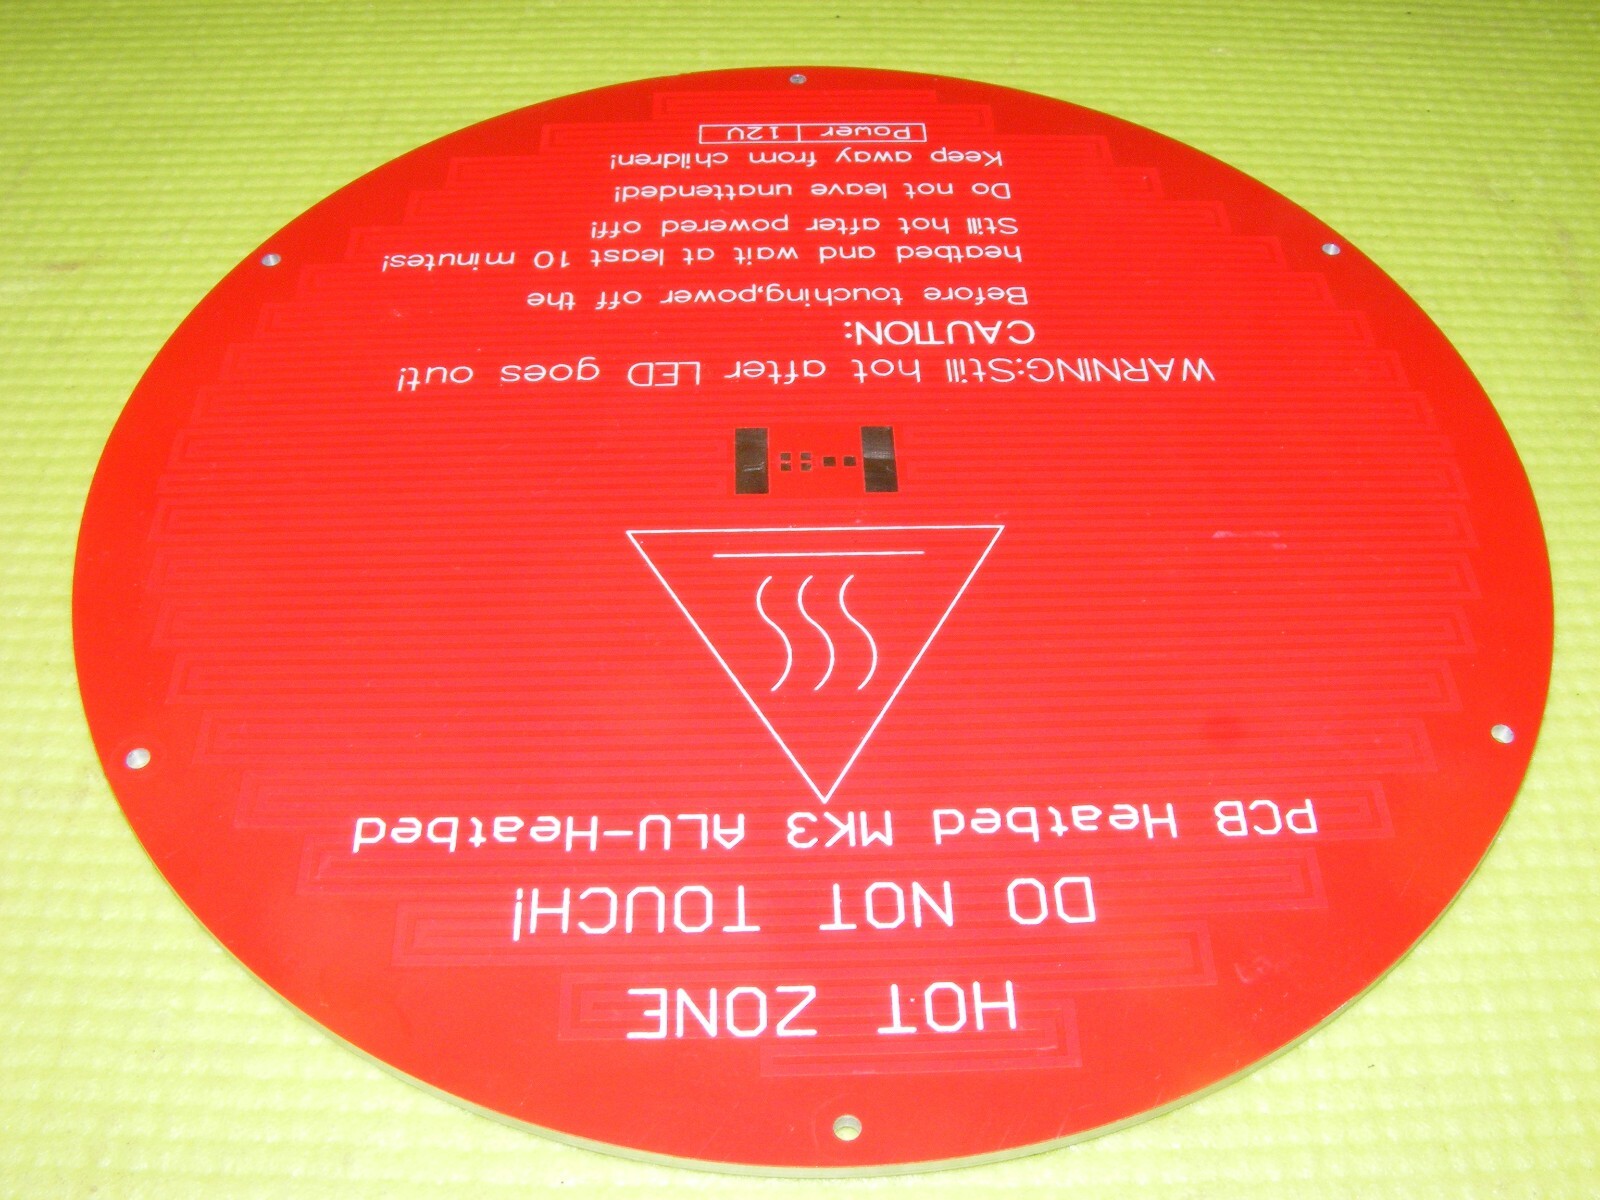 HOT ZONE
DO NOT TOUCH!
PCB Heatbed MK3 ALU-Heatbed
WARNING:Still hot after LED goes out!
CAUTION:
Before touching,power off the
heatbed and wait at least 10 minutes!
Still hot after powered off!
Do not leave unattended!
Keep away from children!
Power 12V